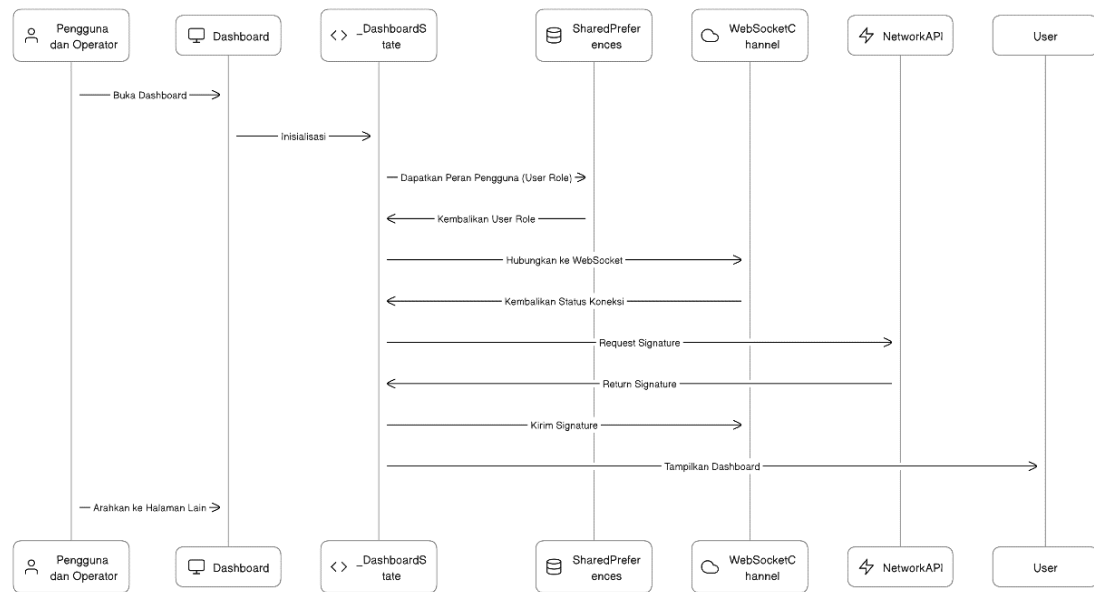 Pengguna
dan Operator
Dashboard
_DashboardS
tate
SharedPrefer
ences
WebSocketC
hannel
NetworkAPI
User
Buka Dashboard
Inisialisasi
Dapatkan Peran Pengguna (User Role)
Kembalikan User Role
Hubungkan ke WebSocket
Kembalikan Status Koneksi
Request Signature
Return Signature
Kirim Signature
Tampilkan Dashboard
Arahkan ke Halaman Lain
Pengguna
dan Operator
Dashboard
_DashboardS
tate
SharedPrefer
ences
WebSocketC
hannel
NetworkAPI
User